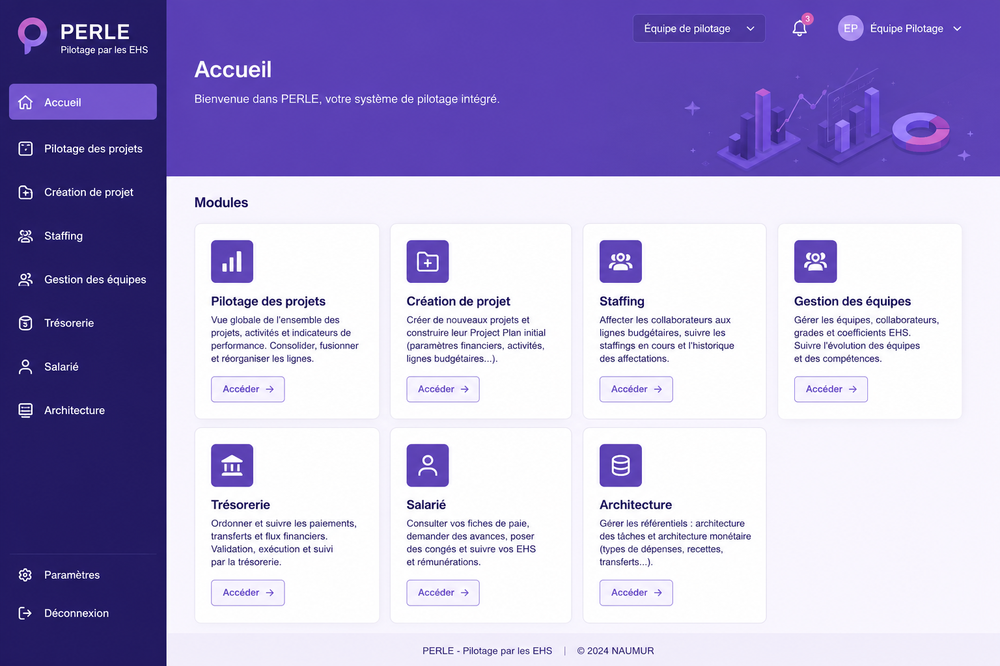 PERLE
Pilotage par les EHS
Accueil
Pilotage des projets
Création de projet
Staffing
Gestion des équipes
Trésorerie
Salarié
Architecture
Paramètres
Déconnexion
Équipe de pilotage
3
EP
Équipe Pilotage
Accueil
Bienvenue dans PERLE, votre système de pilotage intégré.
Modules
Pilotage des projets
Vue globale de l'ensemble des
projets, activités et indicateurs de
performance. Consolider, fusionner
et réorganiser les lignes.
Accéder →
Création de projet
Créer de nouveaux projets et
construire leur Project Plan initial
(paramètres financiers, activités,
lignes budgétaires...).
Accéder →
Staffing
Affecter les collaborateurs aux
lignes budgétaires, suivre les
staffings en cours et l'historique
des affectations.
Accéder →
Gestion des équipes
Gérer les équipes, collaborateurs,
grades et coefficients EHS.
Suivre l'évolution des équipes
et des compétences.
Accéder →
Trésorerie
Ordonner et suivre les paiements,
transferts et flux financiers.
Validation, exécution et suivi
par la trésorerie.
Accéder →
Salarié
Consulter vos fiches de paie,
demander des avances, poser
des congés et suivre vos EHS
et rémunérations.
Accéder →
Architecture
Gérer les référentiels : architecture
des tâches et architecture monétaire
(types de dépenses, recettes,
transferts...).
Accéder →
PERLE - Pilotage par les EHS | © 2024 NAUMUR